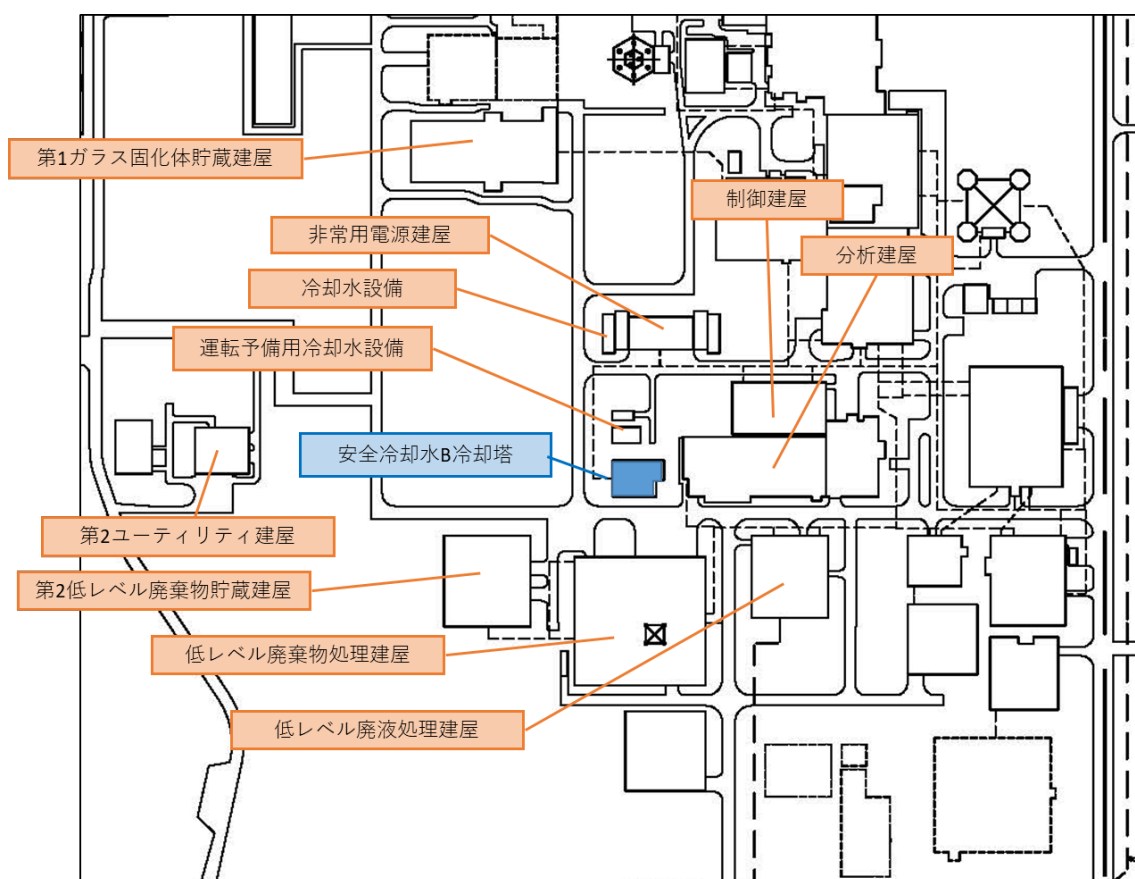 第1ガラス固化体貯蔵建屋
制御建屋
非常用電源建屋
分析建屋
冷却水設備
運転予備用冷却水設備
安全冷却水B冷却塔
第2ユーティリティ建屋
第2低レベル廃棄物貯蔵建屋
低レベル廃棄物処理建屋
低レベル廃液処理建屋